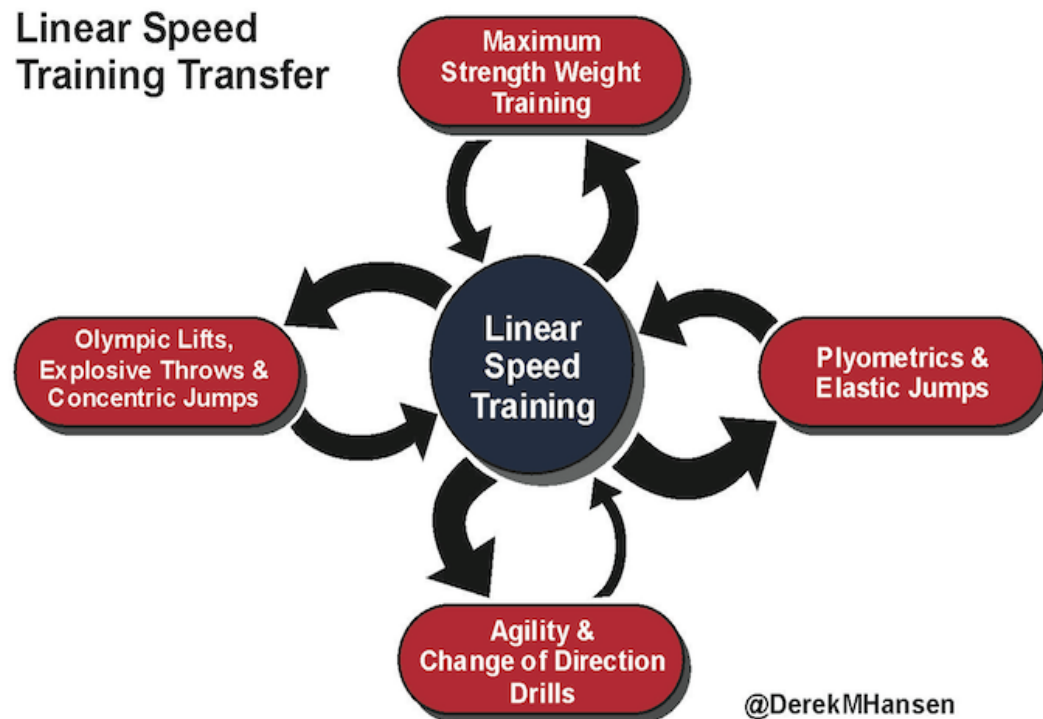 Linear Speed
Training Transfer
Maximum
Strength Weight
Training
Olympic Lifts,
Explosive Throws &
Concentric Jumps
Linear
Speed
Training
Plyometrics &
Elastic Jumps
Agility &
Change of Direction
Drills
@DerekMHansen